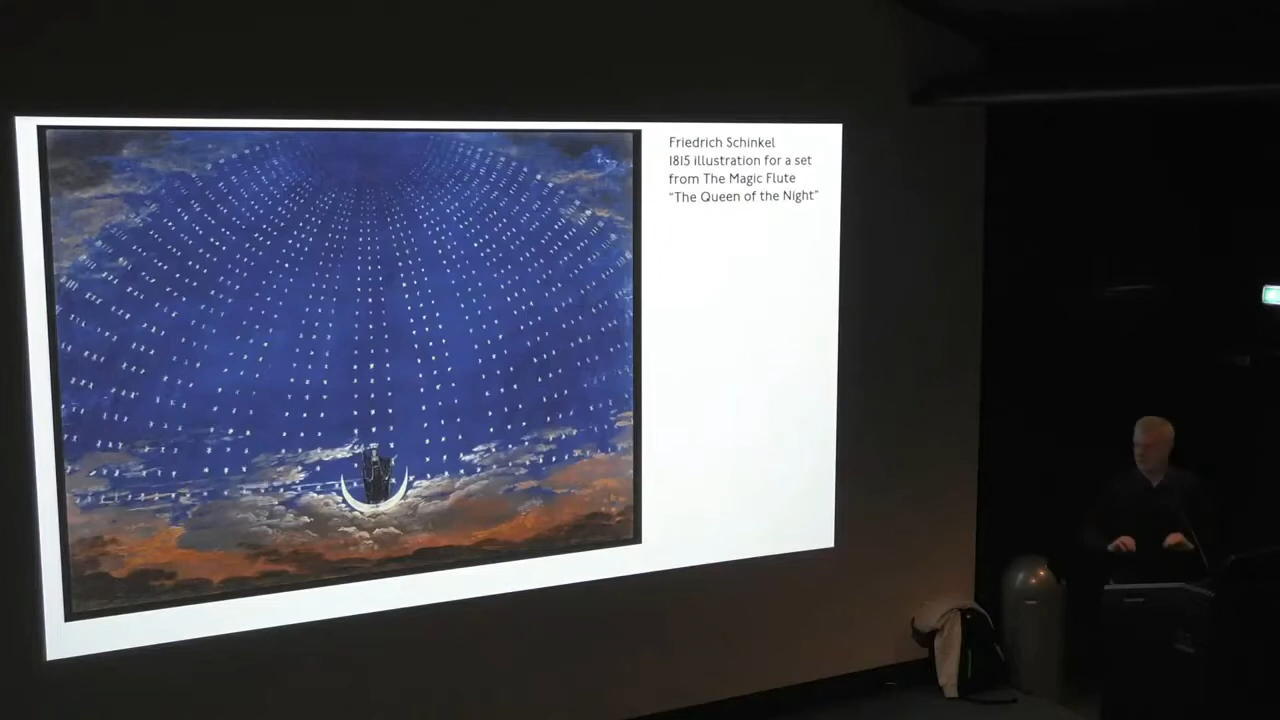 Friedrich Schinkel
1815 illustration for a set
from The Magic Flute
“The Queen of the Night”